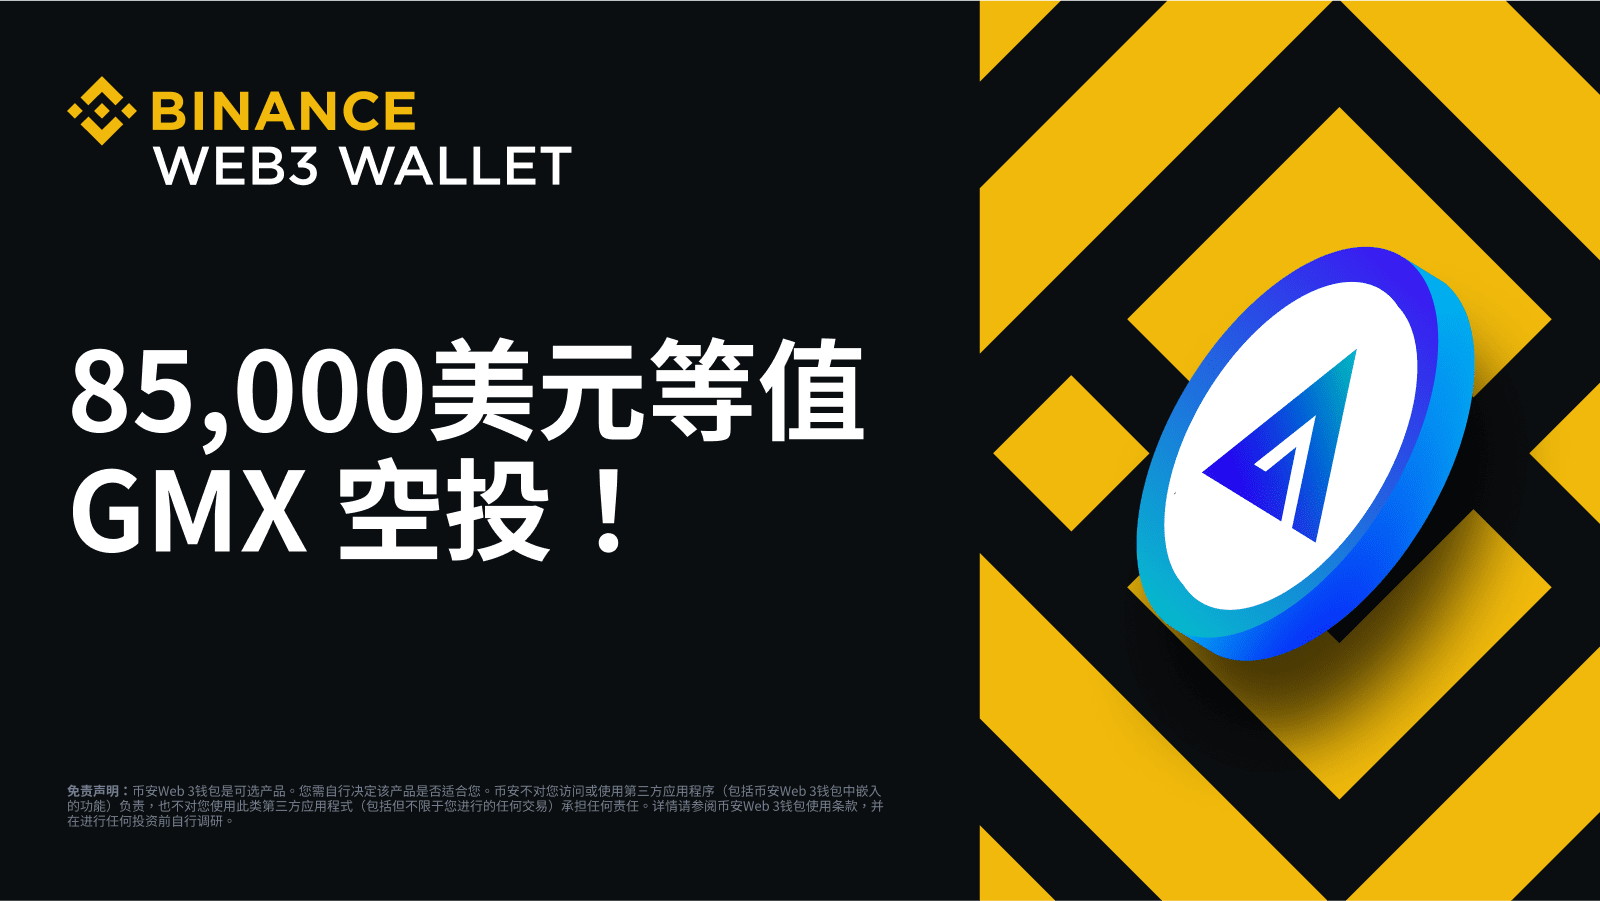 BINANCE
WEB3 WALLET
85,000美元等值
GMX 空投！
免责声明：币安Web 3钱包是可选产品。您需自行决定该产品是否适合您。币安不对您访问或使用第三方应用程序（包括币安Web 3钱包中嵌入
的功能）负责，也不对您使用此类第三方应用程式（包括但不限于您进行的任何交易）承担任何责任。详情请参阅币安Web 3钱包使用条款，并
在进行任何投资前自行调研。